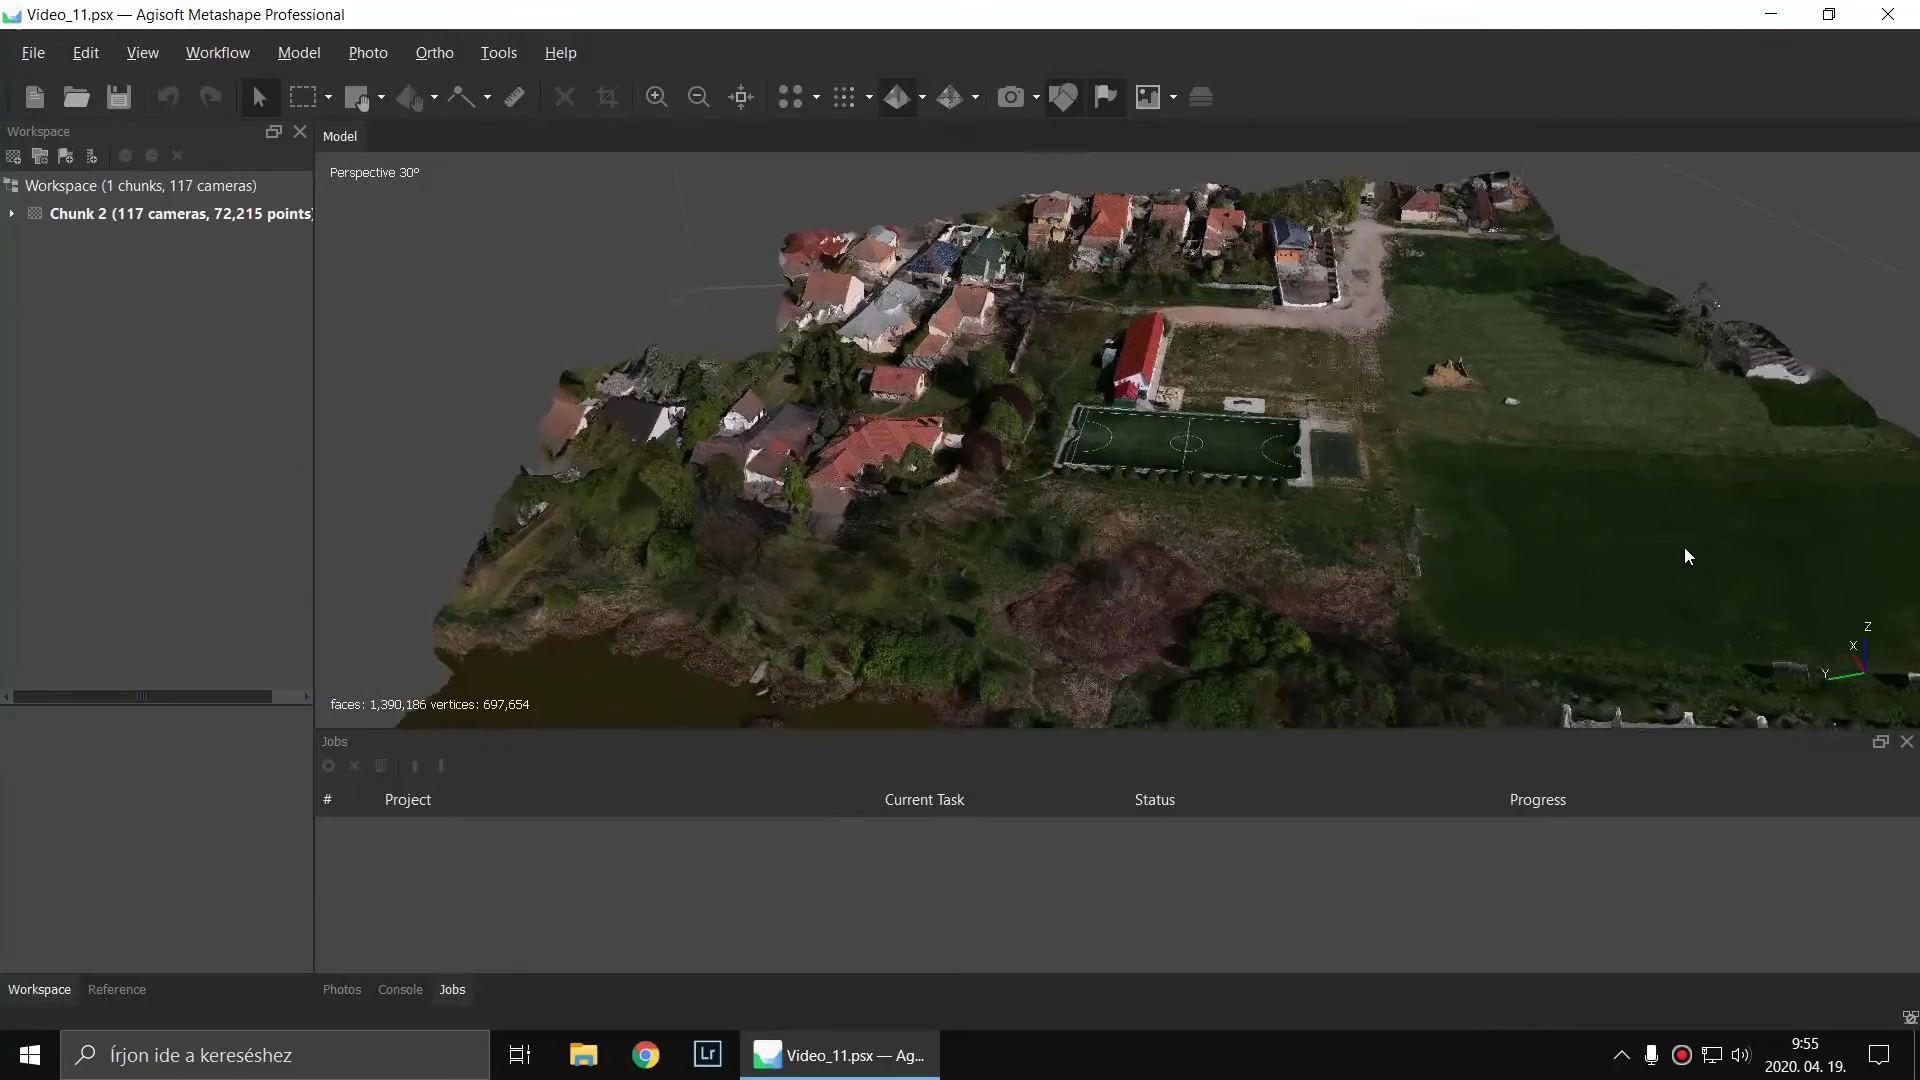 Video_11.psx — Agisoft Metashape Professional
File Edit View Workflow Model Photo Ortho Tools Help
Workspace
Model
Workspace (1 chunks, 117 cameras)
Chunk 2 (117 cameras, 72,215 points)
Perspective 30°
Z
X
Y
faces: 1,390,186 vertices: 697,654
Jobs
# Project Current Task Status Progress
Workspace Reference
Photos Console Jobs
Írjon ide a kereséshez
Lr
Video_11.psx — Ag...
9:55
2020. 04. 19.